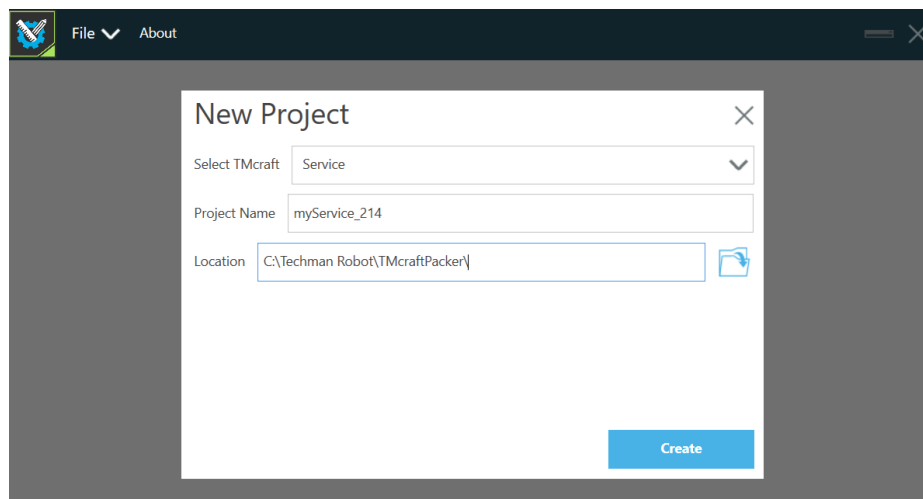 File About
New Project
Select TMcraft Service
Project Name myService_214
Location C:\Techman Robot\TMcraftPacker\
Create